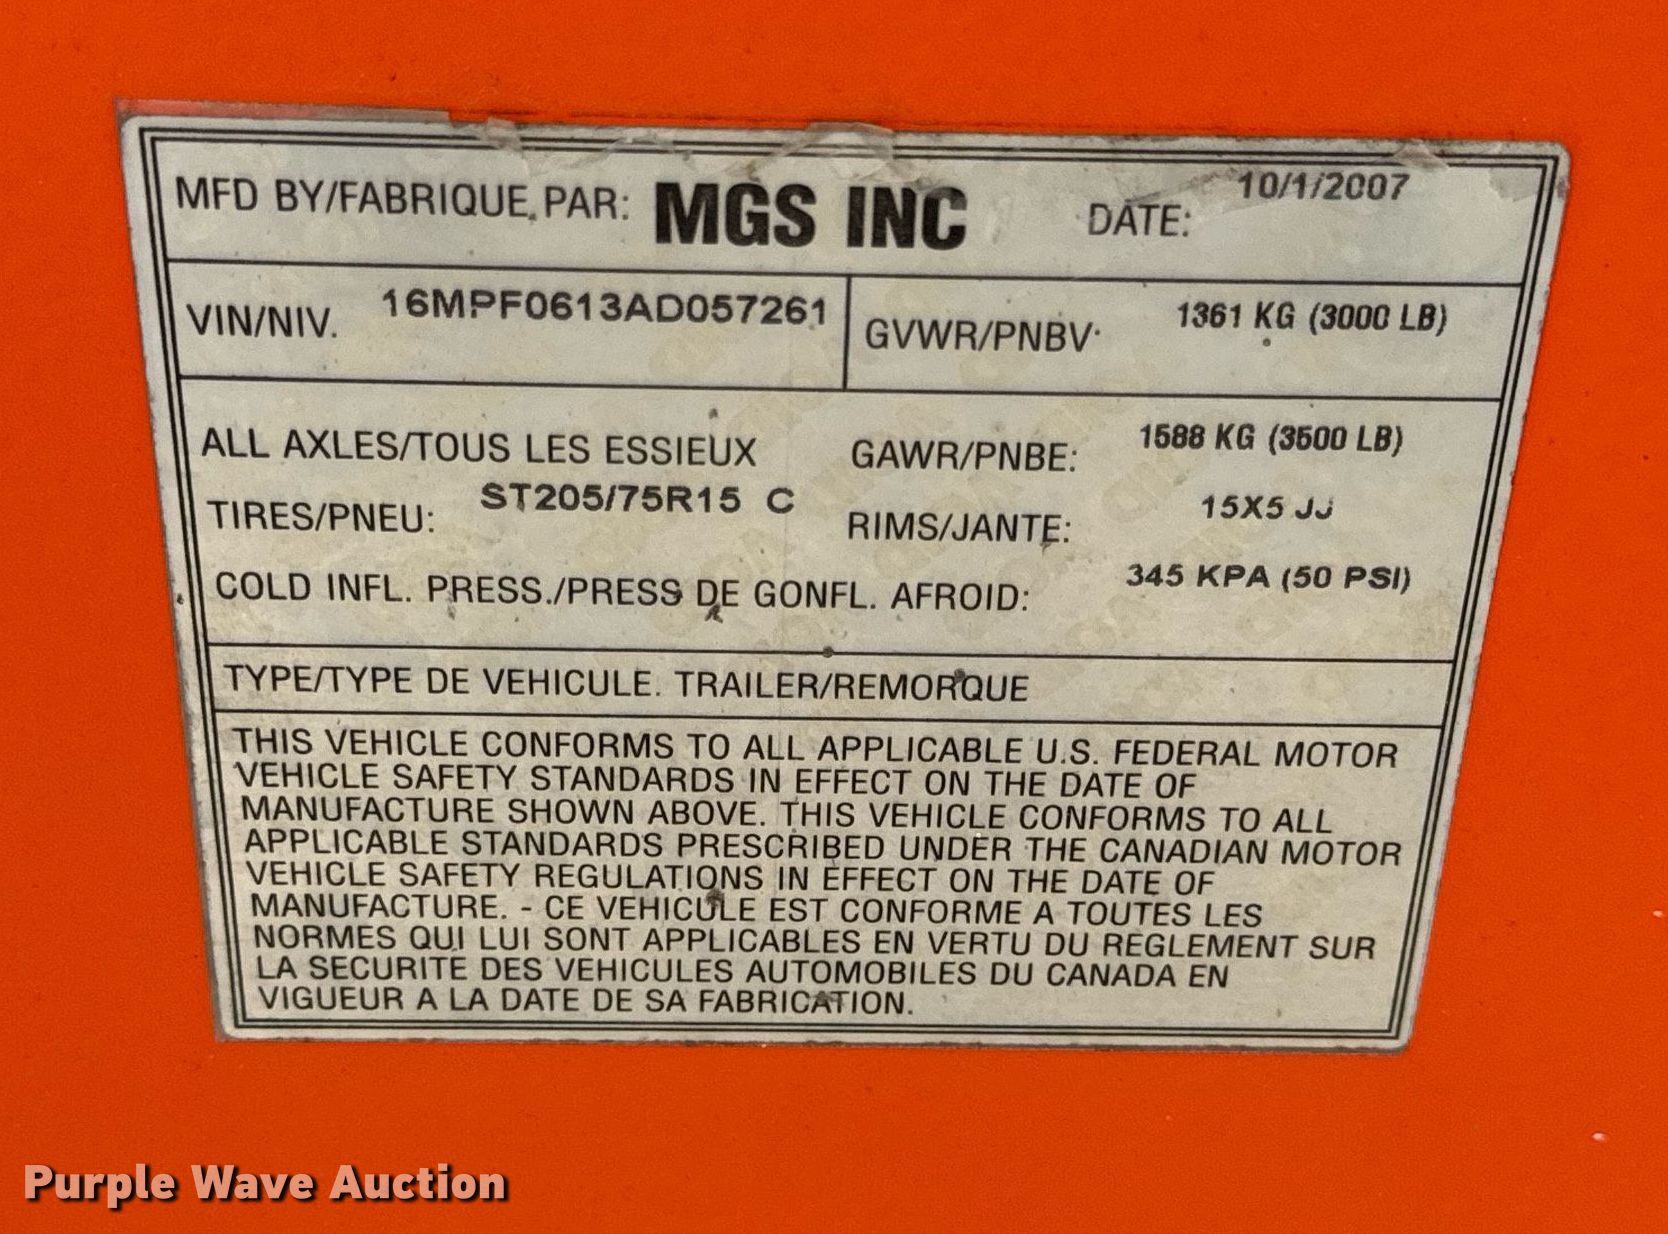 MFD BY/FABRIQUE PAR: MGS INC DATE: 10/1/2007
VIN/NIV. 16MPF0613AD057261 GVWR/PNBV 1361 KG (3000 LB)
ALL AXLES/TOUS LES ESSIEUX GAWR/PNBE: 1588 KG (3500 LB)
TIRES/PNEU: ST205/75R15 C RIMS/JANTE: 15X5 JJ
COLD INFL. PRESS./PRESS DE GONFL. AFROID: 345 KPA (50 PSI)
TYPE/TYPE DE VEHICULE. TRAILER/REMORQUE
THIS VEHICLE CONFORMS TO ALL APPLICABLE U.S. FEDERAL MOTOR
VEHICLE SAFETY STANDARDS IN EFFECT ON THE DATE OF
MANUFACTURE SHOWN ABOVE. THIS VEHICLE CONFORMS TO ALL
APPLICABLE STANDARDS PRESCRIBED UNDER THE CANADIAN MOTOR
VEHICLE SAFETY REGULATIONS IN EFFECT ON THE DATE OF
MANUFACTURE. - CE VEHICULE EST CONFORME A TOUTES LES
NORMES QUI LUI SONT APPLICABLES EN VERTU DU REGLEMENT SUR
LA SECURITE DES VEHICULES AUTOMOBILES DU CANADA EN
VIGUEUR A LA DATE DE SA FABRICATION.
Purple Wave Auction